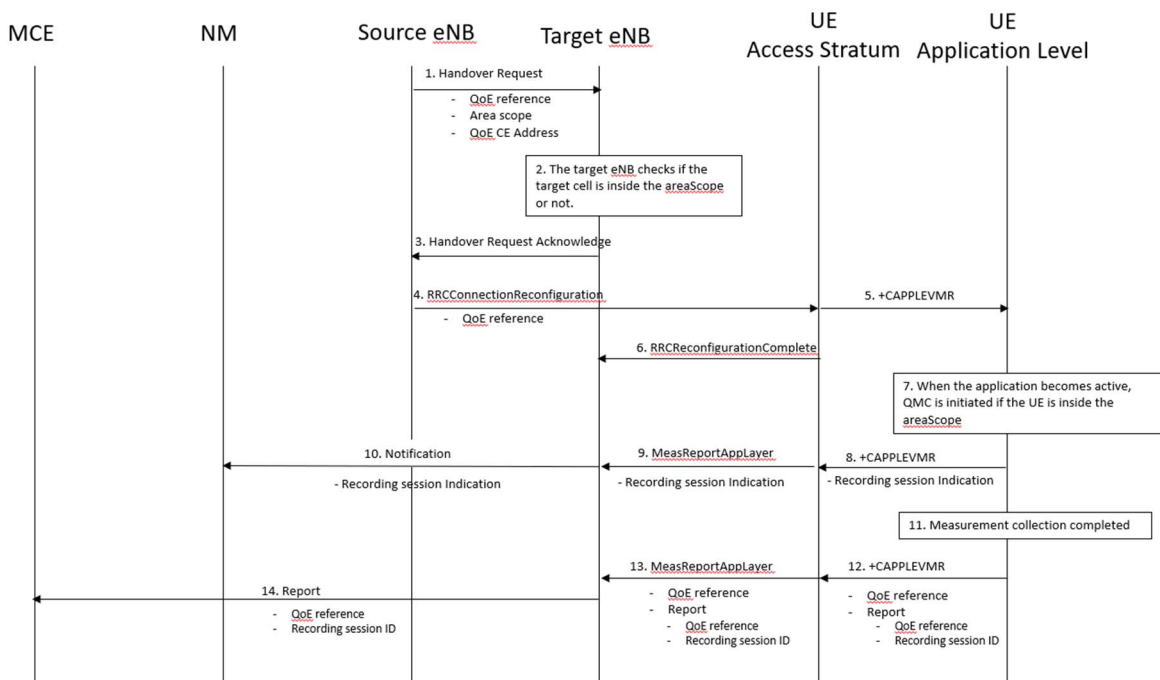 MCE
NM
Source eNB
Target eNB
UE
Access Stratum
UE
Application Level
1. Handover Request
- QoE reference
- Area scope
- QoE CE Address
2. The target eNB checks if the
target cell is inside the areaScope
or not.
3. Handover Request Acknowledge
4. RRCConnectionReconfiguration
- QoE reference
5. +CAPPLEVMR
6. RRCReconfigurationComplete
7. When the application becomes active,
QMC is initiated if the UE is inside the
areaScope
8. +CAPPLEVMR
- Recording session Indication
9. MeasReportAppLayer
- Recording session Indication
10. Notification
- Recording session Indication
11. Measurement collection completed
12. +CAPPLEVMR
- QoE reference
- Report
- QoE reference
- Recording session ID
13. MeasReportAppLayer
- QoE reference
- Report
- QoE reference
- Recording session ID
14. Report
- QoE reference
- Recording session ID